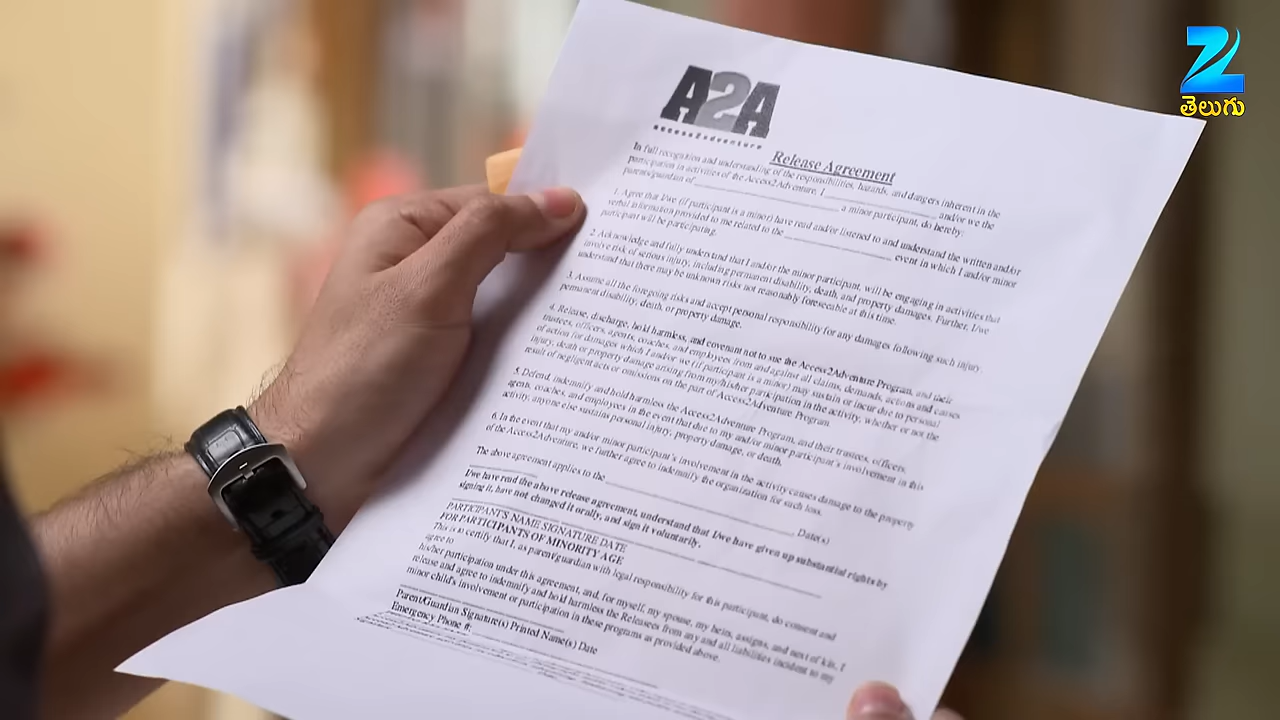 తెలుగు
A2A
access2adventure
Release Agreement
In full recognition and understanding of the responsibilities, hazards, and dangers inherent in the
participation in activities of the Access2Adventure, I ____________________ and/or we the
parents/guardian of ____________________ a minor participant, do hereby:
1. Agree that I/we (if participant is a minor) have read and/or listened to and understand the written and/or
verbal information provided to me related to the ____________________ event in which I and/or minor
participant will be participating.
2. Acknowledge and fully understand that I and/or the minor participant, will be engaging in activities that
involve risk of serious injury, including permanent disability, death, and property damages. Further, I/we
understand that there may be unknown risks not reasonably foreseeable at this time.
3. Assume all the foregoing risks and accept personal responsibility for any damages following such injury,
permanent disability, death, or property damage.
4. Release, discharge, hold harmless, and covenant not to sue the Access2Adventure Program, and their
trustees, officers, agents, coaches, and employees from and against all claims, demands, actions and causes
of action for damages which I and/or we (if participant is a minor) may sustain or incur due to personal
injury, death or property damage arising from my/his/her participation in the activity, whether or not the
result of negligent acts or omissions on the part of Access2Adventure Program.
5. Defend, indemnify and hold harmless the Access2Adventure Program, and their trustees, officers,
agents, coaches, and employees in the event that due to my and/or minor participant's involvement in this
activity, anyone else sustains personal injury, property damage, or death.
6. In the event that my and/or minor participant's involvement in the activity causes damage to the property
of the Access2Adventure, we further agree to indemnify the organization for such loss.
The above agreement applies to the ____________________ Date(s)
I/we have read the above release agreement, understand that I/we have given up substantial rights by
signing it, have not changed it orally, and sign it voluntarily.
PARTICIPANT'S NAME SIGNATURE DATE
FOR PARTICIPANTS OF MINORITY AGE
This is to certify that I, as parent/guardian with legal responsibility for this participant, do consent and
agree to
his/her participation under this agreement, and, for myself, my spouse, my heirs, assigns, and next of kin, I
release and agree to indemnify and hold harmless the Releasees from any and all liabilities incident to my
minor child's involvement or participation in these programs as provided above.
Parent/Guardian Signature(s) Printed Name(s) Date
Emergency Phone #: